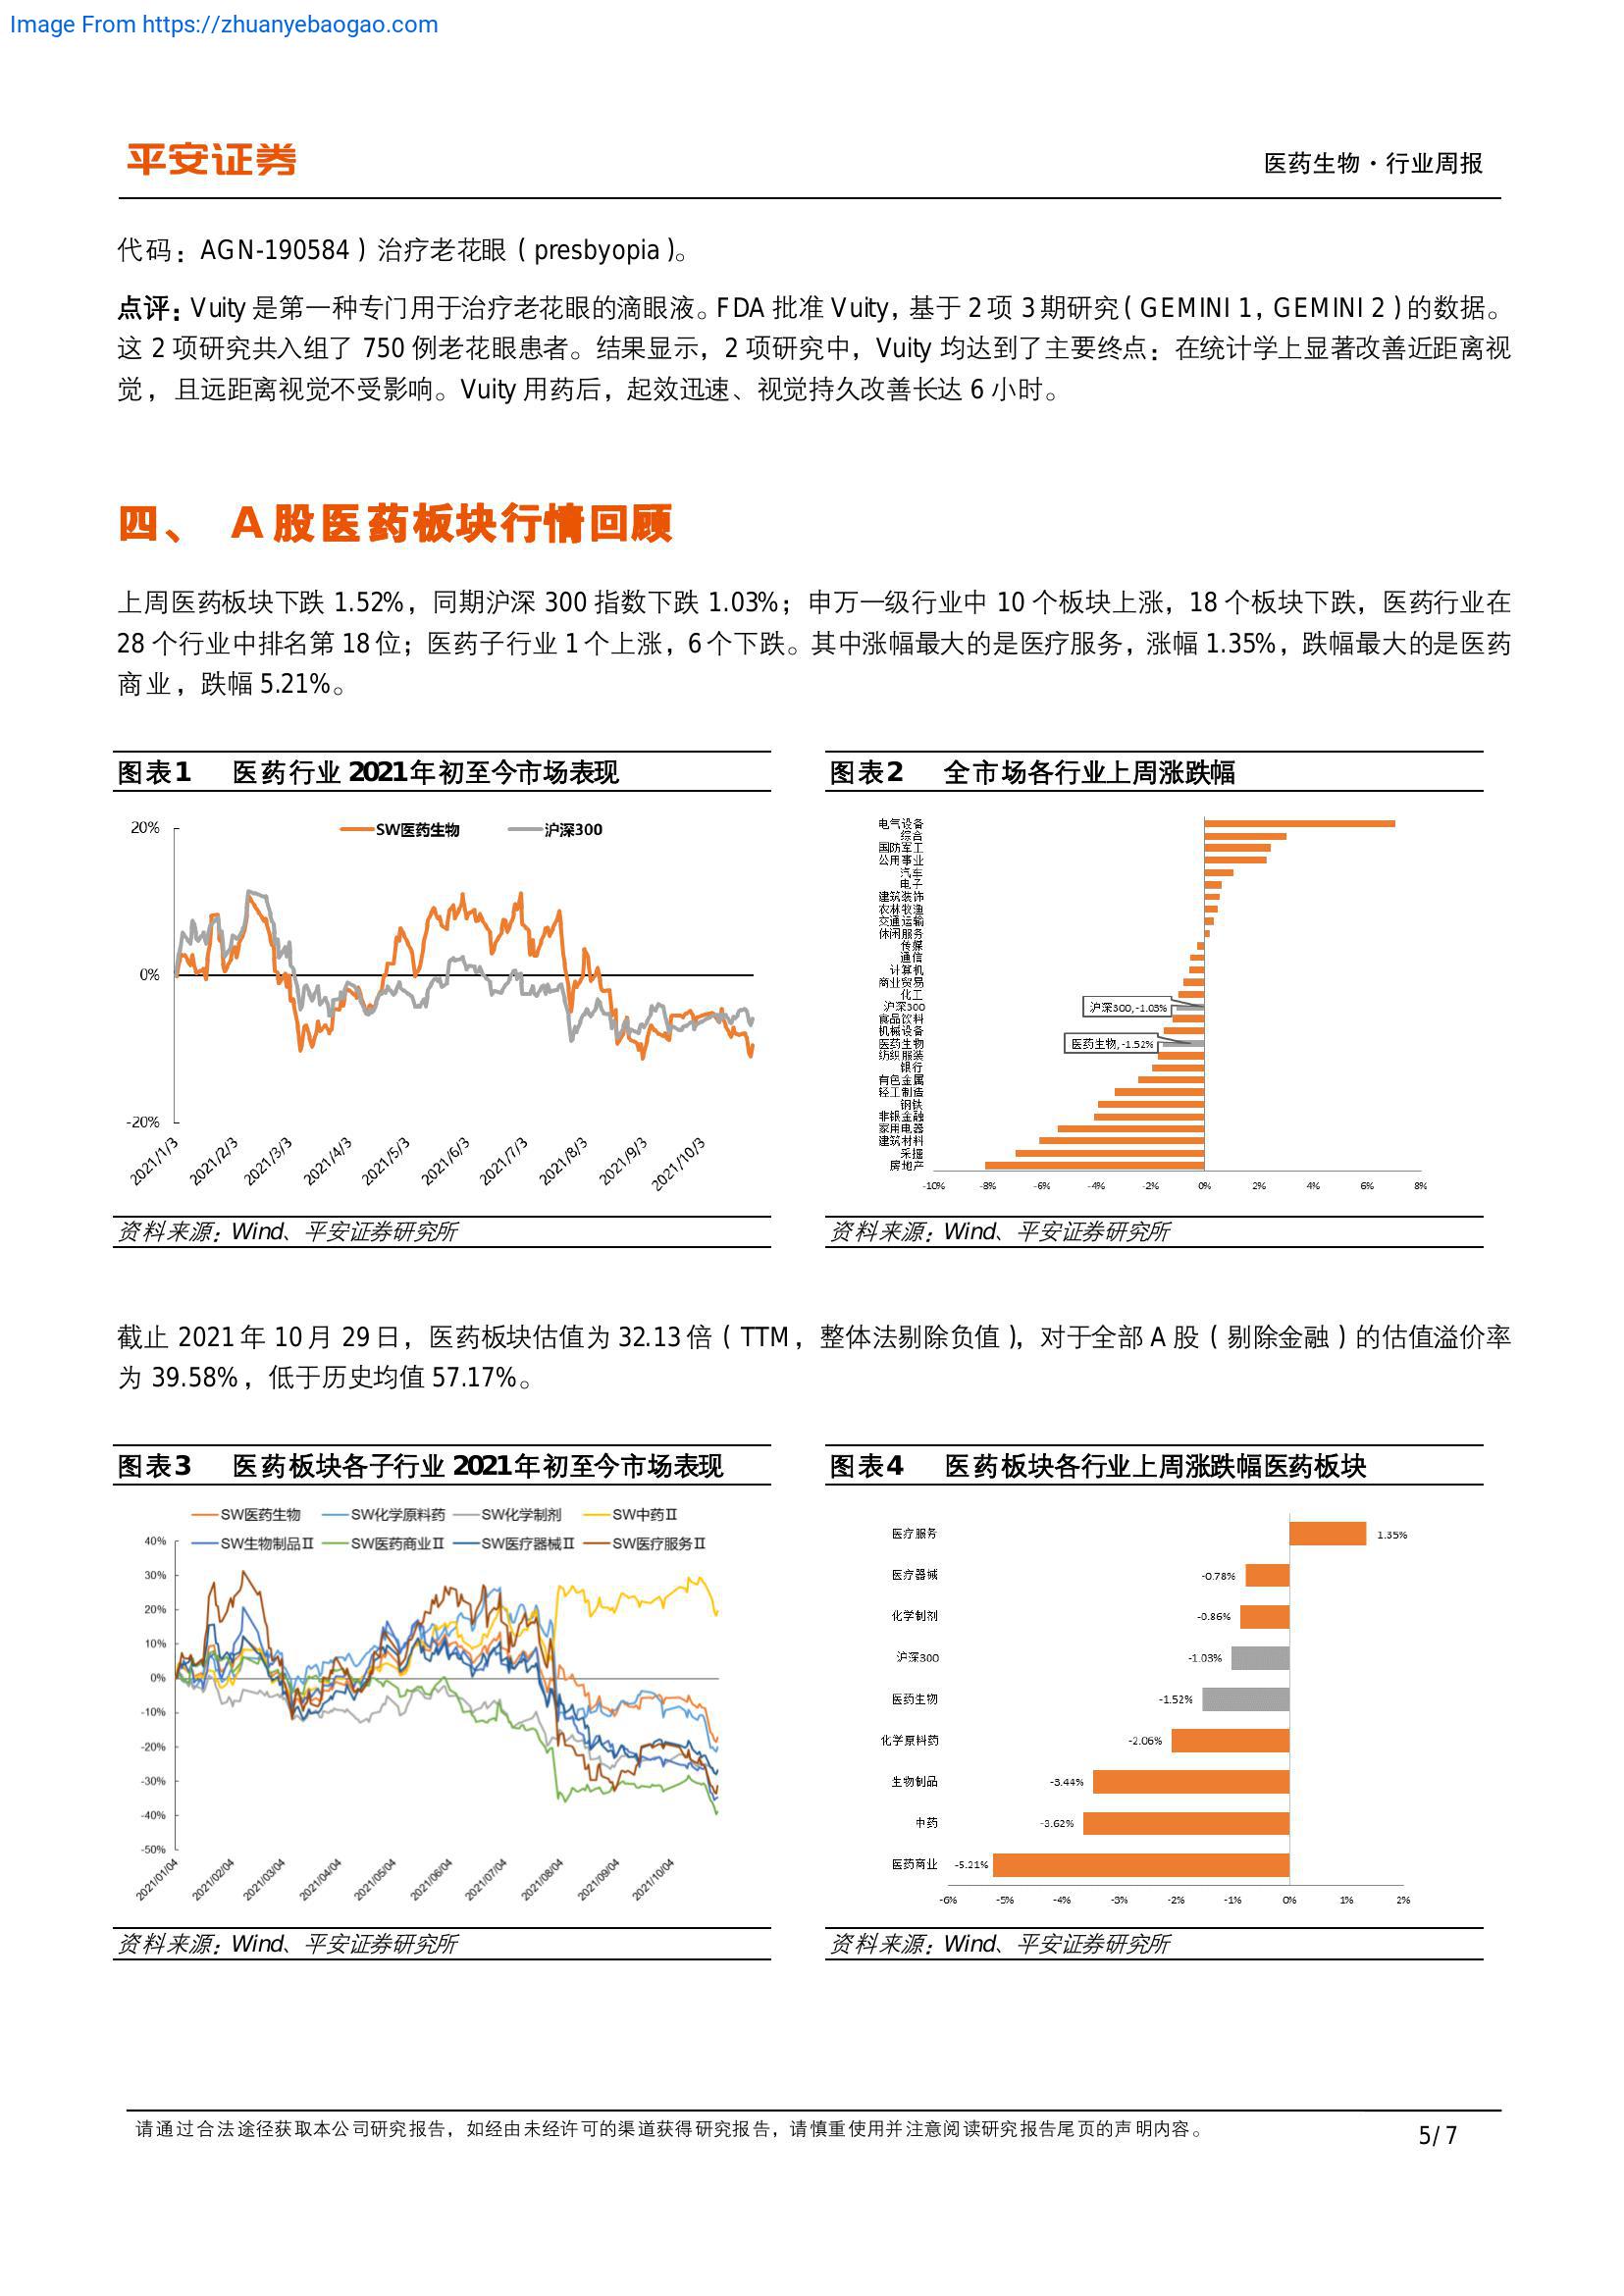 Image From https://zhuanyebaogao.com
平安证券
医药生物·行业周报
代码：AGN-190584）治疗老花眼（presbyopia）。
点评：Vuity 是第一种专门用于治疗老花眼的滴眼液。FDA 批准 Vuity，基于 2 项 3 期研究（GEMINI 1，GEMINI 2）的数据。
这 2 项研究共入组了 750 例老花眼患者。结果显示，2 项研究中，Vuity 均达到了主要终点：在统计学上显著改善近距离视
觉，且远距离视觉不受影响。Vuity 用药后，起效迅速、视觉持久改善长达 6 小时。
四、 A 股医药板块行情回顾
上周医药板块下跌 1.52%，同期沪深 300 指数下跌 1.03%；申万一级行业中 10 个板块上涨，18 个板块下跌，医药行业在
28 个行业中排名第 18 位；医药子行业 1 个上涨，6 个下跌。其中涨幅最大的是医疗服务，涨幅 1.35%，跌幅最大的是医药
商业，跌幅 5.21%。
图表1 医药行业 2021 年初至今市场表现
SW医药生物 沪深300
20%
0%
-20%
2021/1/3 2021/2/3 2021/3/3 2021/4/3 2021/5/3 2021/6/3 2021/7/3 2021/8/3 2021/9/3 2021/10/3
资料来源：Wind、平安证券研究所
图表2 全市场各行业上周涨跌幅
电气设备
综合
国防军工
公用事业
汽车
电子
建筑装饰
农林牧渔
交通运输
休闲服务
传媒
通信
计算机
商业贸易
化工
沪深300
沪深300,-1.03%
食品饮料
机械设备
医药生物
医药生物,-1.52%
纺织服装
银行
有色金属
轻工制造
钢铁
非银金融
家用电器
建筑材料
采掘
房地产
-10% -8% -6% -4% -2% 0% 2% 4% 6% 8%
资料来源：Wind、平安证券研究所
截止 2021 年 10 月 29 日，医药板块估值为 32.13 倍（TTM，整体法剔除负值），对于全部 A 股（剔除金融）的估值溢价率
为 39.58%，低于历史均值 57.17%。
图表3 医药板块各子行业 2021 年初至今市场表现
SW医药生物 SW化学原料药 SW化学制剂 SW中药Ⅱ
SW生物制品Ⅱ SW医药商业Ⅱ SW医疗器械Ⅱ SW医疗服务Ⅱ
40%
30%
20%
10%
0%
-10%
-20%
-30%
-40%
-50%
2021/01/04 2021/02/04 2021/03/04 2021/04/04 2021/05/04 2021/06/04 2021/07/04 2021/08/04 2021/09/04 2021/10/04
资料来源：Wind、平安证券研究所
图表4 医药板块各行业上周涨跌幅医药板块
医疗服务 1.35%
医疗器械 -0.78%
化学制剂 -0.86%
沪深300 -1.03%
医药生物 -1.52%
化学原料药 -2.06%
生物制品 -3.44%
中药 -3.62%
医药商业 -5.21%
-6% -5% -4% -3% -2% -1% 0% 1% 2%
资料来源：Wind、平安证券研究所
请通过合法途径获取本公司研究报告，如经由未经许可的渠道获得研究报告，请慎重使用并注意阅读研究报告尾页的声明内容。
5/ 7